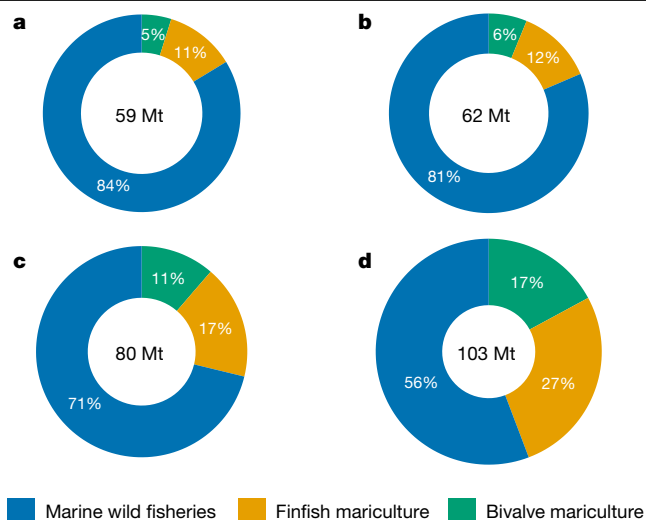 a
5%
11%
59 Mt
84%
b
6%
12%
62 Mt
81%
c
11%
17%
80 Mt
71%
d
17%
27%
103 Mt
56%
Marine wild fisheries
Finfish mariculture
Bivalve mariculture